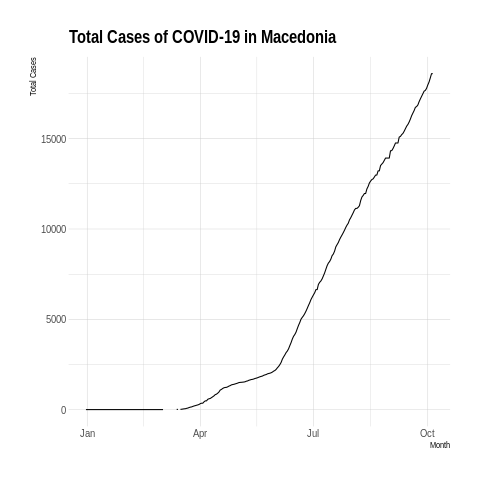 Total Cases of COVID-19 in Macedonia
Total Cases
15000
10000
5000
0
Jan Apr Jul Oct
Month